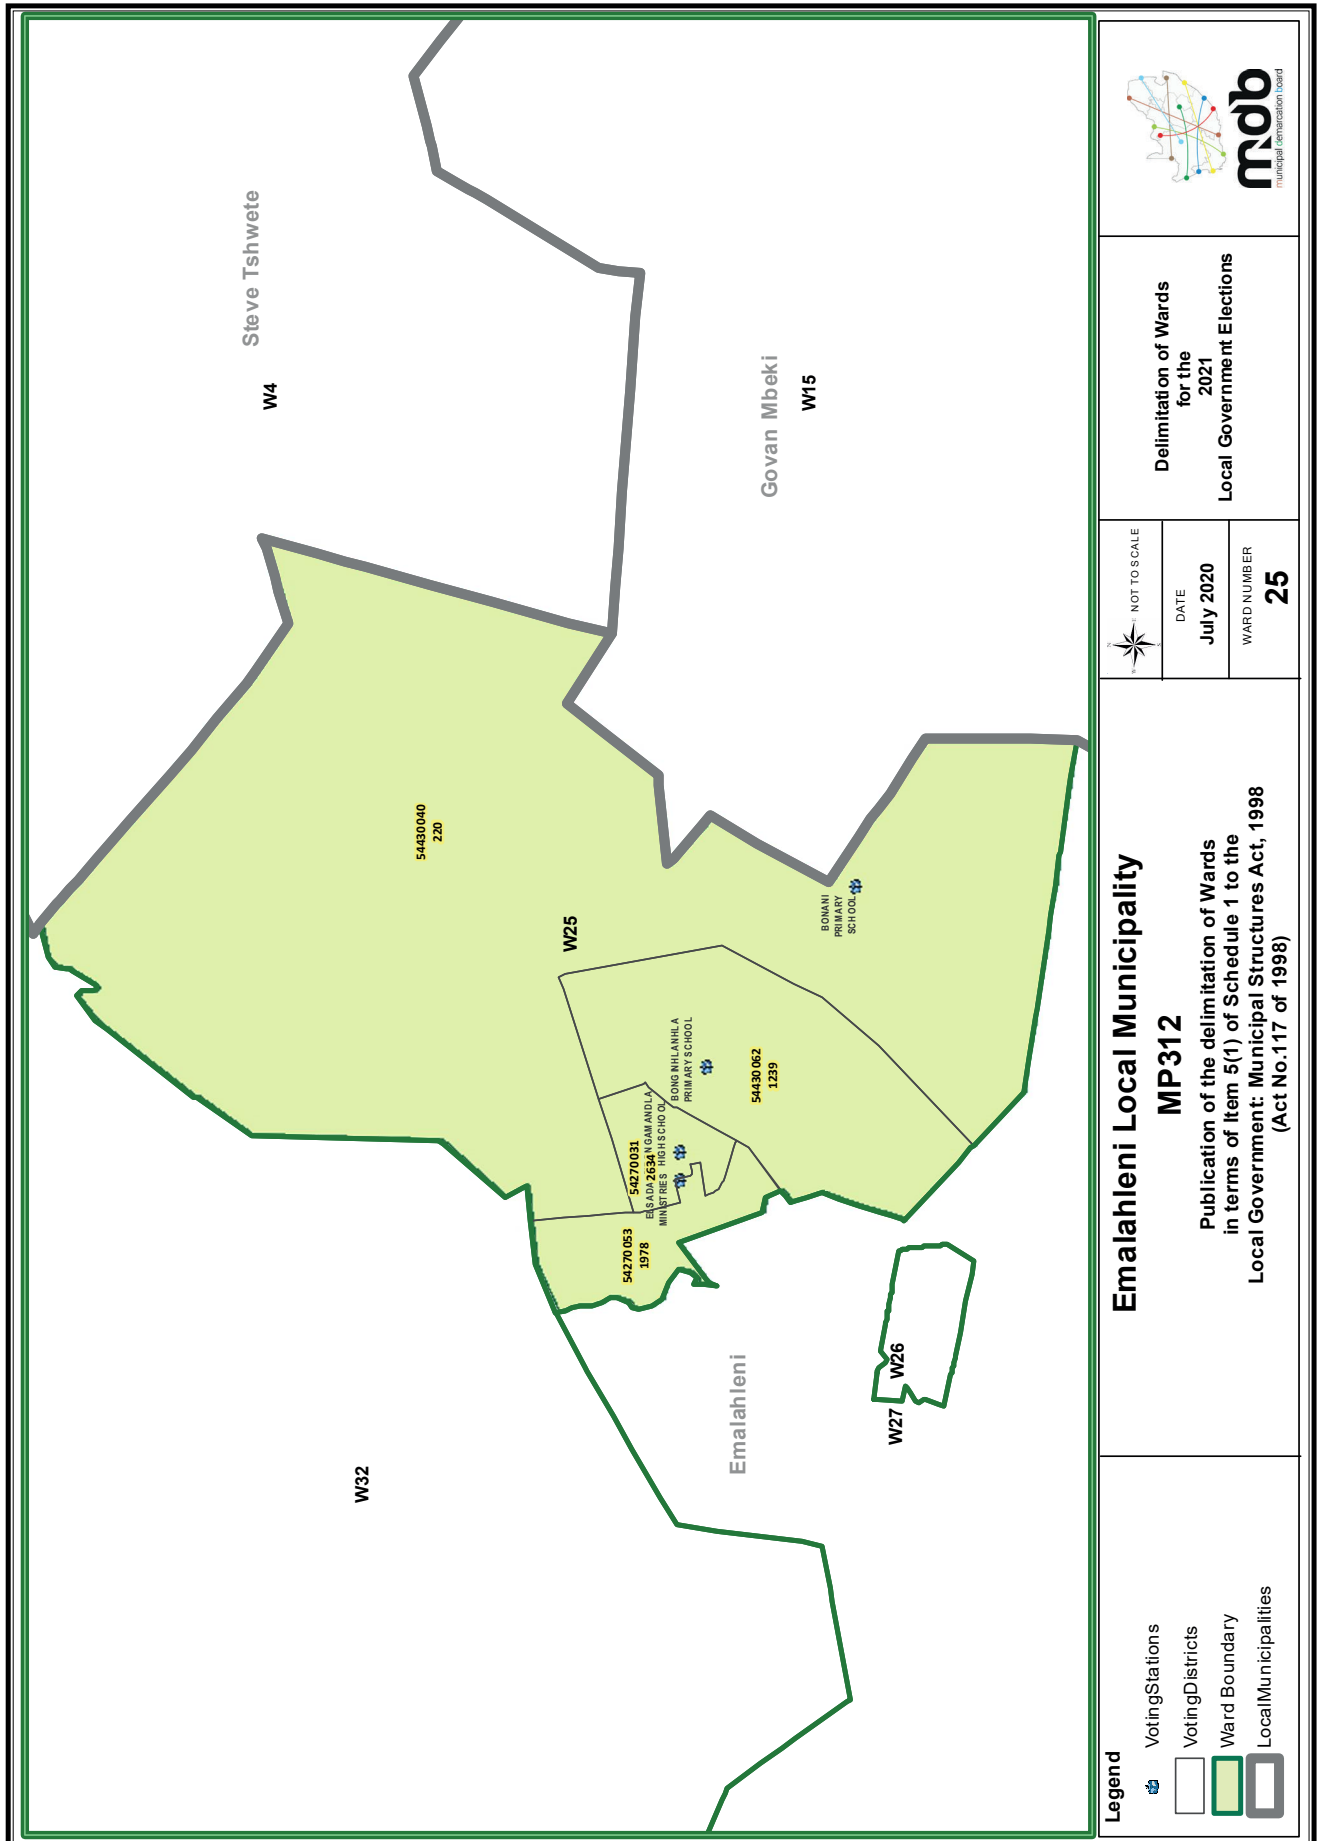 Steve Tshwete
W4
Govan Mbeki
W15
54430040
220
W25
BONANI
PRIMARY
SCHOOL
BONGINHLANHLA
PRIMARY SCHOOL
54430062
1239
54270031
2634
HIGH SCHOOL
MINISTRIES
54270053
1978
W32
Emalahleni
W26
W27
Legend
VotingStations
VotingDistricts
Ward Boundary
LocalMunicipalities
Emalahleni Local Municipality
MP312
Publication of the delimitation of Wards
in terms of Item 5(1) of Schedule 1 to the
Local Government: Municipal Structures Act, 1998
(Act No.117 of 1998)
N
W
E
S
NOT TO SCALE
DATE
July 2020
WARD NUMBER
25
Delimitation of Wards
for the
2021
Local Government Elections
mdb
municipal demarcation board